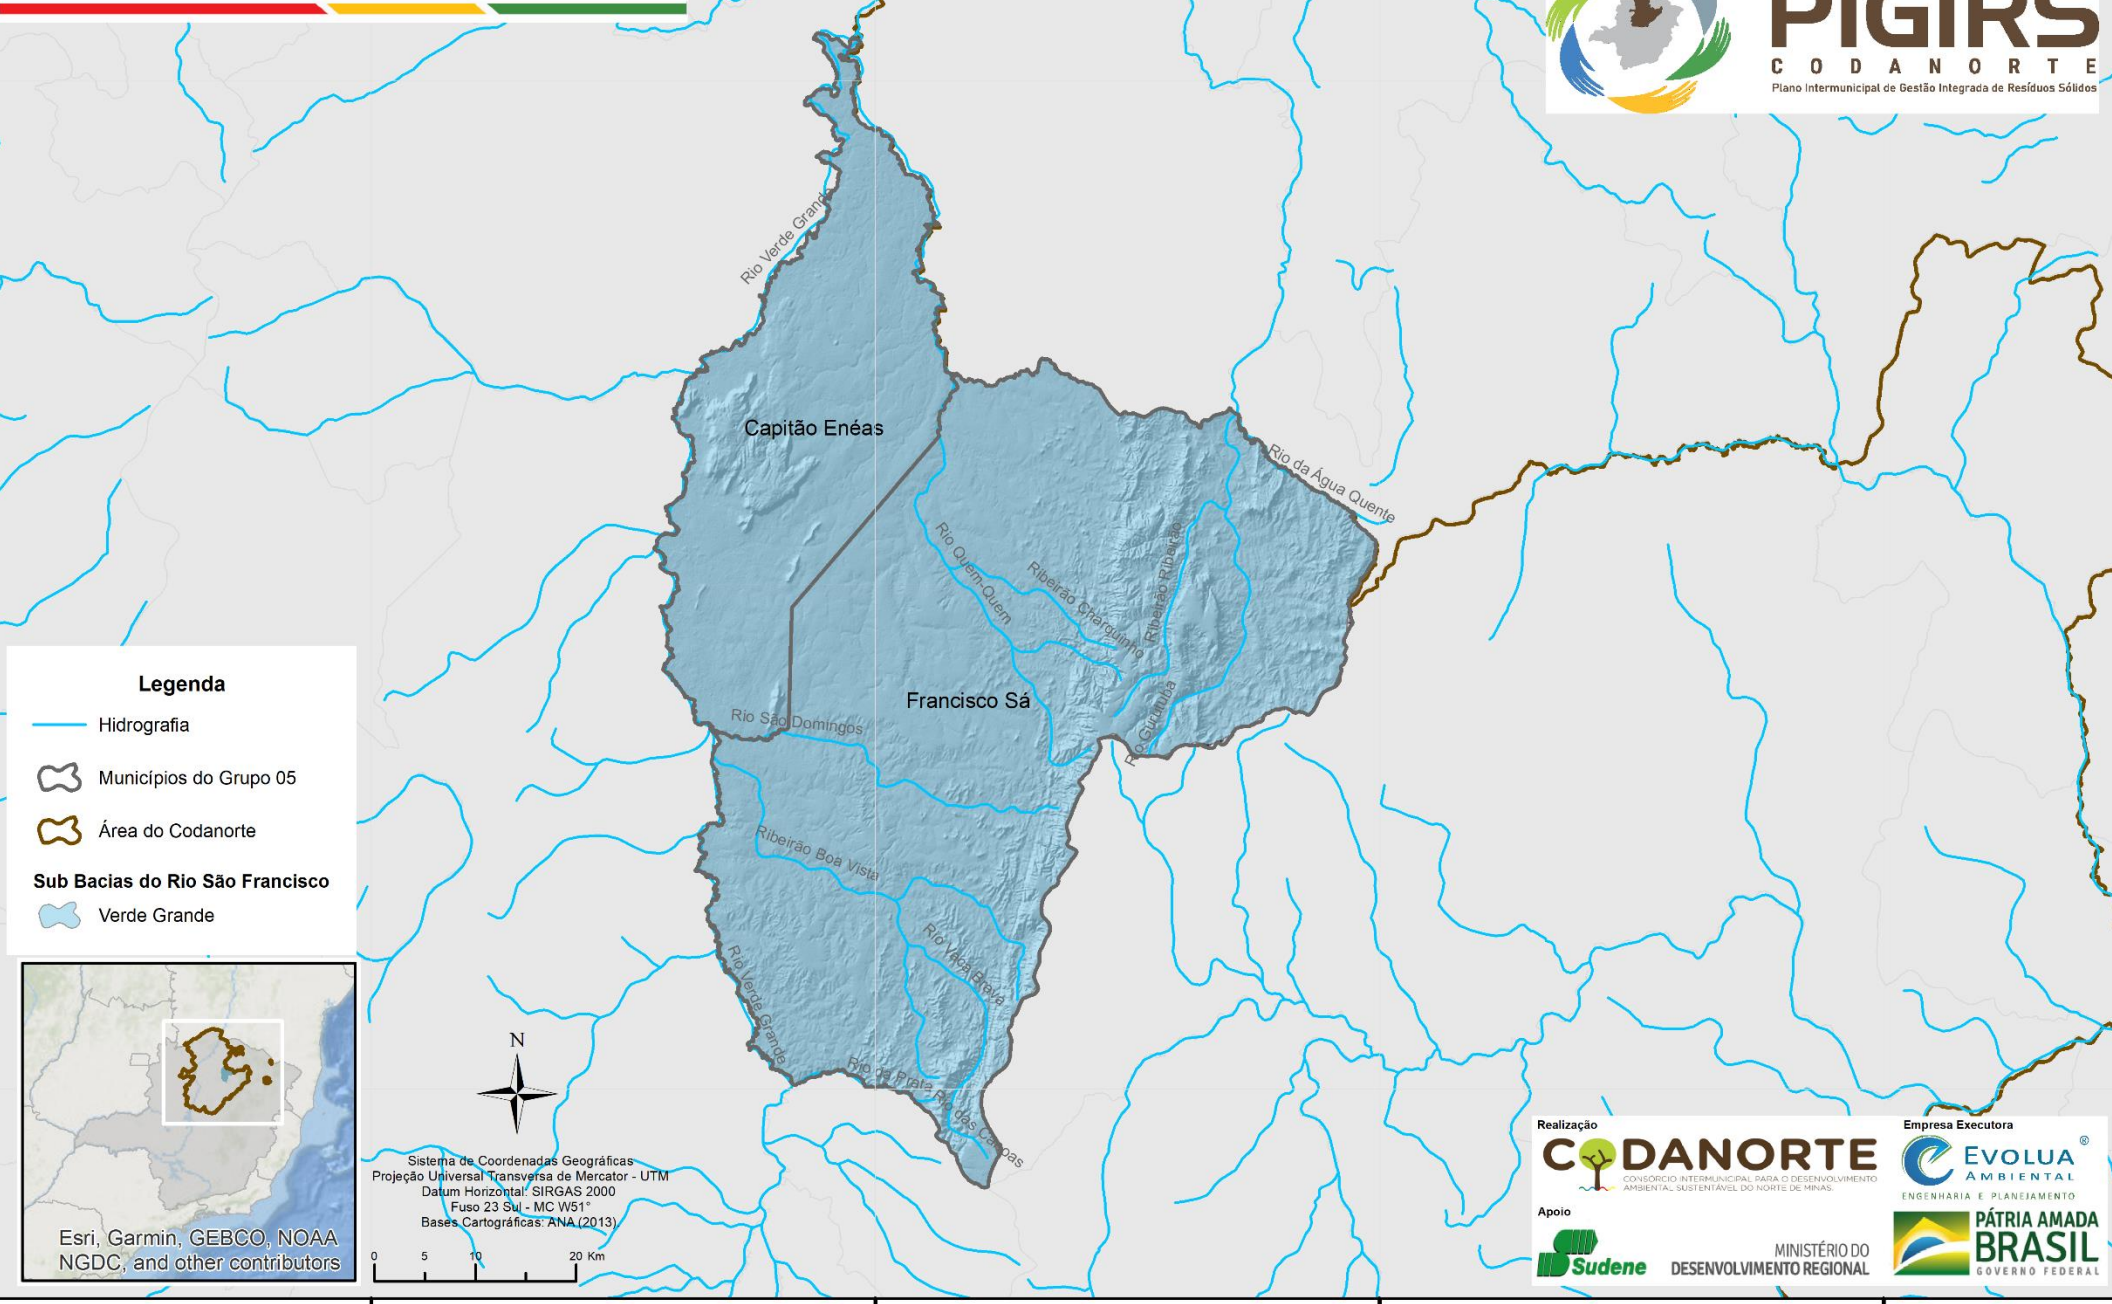 PIGIRS
CODANORTE
Plano Intermunicipal de Gestão Integrada de Resíduos Sólidos
Rio Verde Grande
Capitão Enéas
Rio da Água Quente
Rio Quem-Quem
Ribeirão Charquinho
Ribeirão Ribeirão
Francisco Sá
Rio Gurutuba
Rio São Domingos
Ribeirão Boa Vista
Rio Vaca Brava
Rio Verde Grande
Rio da Prata
Rio das Canoas
Legenda
Hidrografia
Municípios do Grupo 05
Área do Codanorte
Sub Bacias do Rio São Francisco
Verde Grande
Esri, Garmin, GEBCO, NOAA
NGDC, and other contributors
N
Sistema de Coordenadas Geográficas
Projeção Universal Transversa de Mercator - UTM
Datum Horizontal: SIRGAS 2000
Fuso 23 Sul - MC W51°
Bases Cartográficas: ANA (2013).
0 5 10 20 Km
Realização
CODANORTE
CONSÓRCIO INTERMUNICIPAL PARA O DESENVOLVIMENTO
AMBIENTAL SUSTENTÁVEL DO NORTE DE MINAS.
Empresa Executora
EVOLUA ®
AMBIENTAL
ENGENHARIA E PLANEJAMENTO
Apoio
Sudene
MINISTÉRIO DO
DESENVOLVIMENTO REGIONAL
PÁTRIA AMADA
BRASIL
GOVERNO FEDERAL